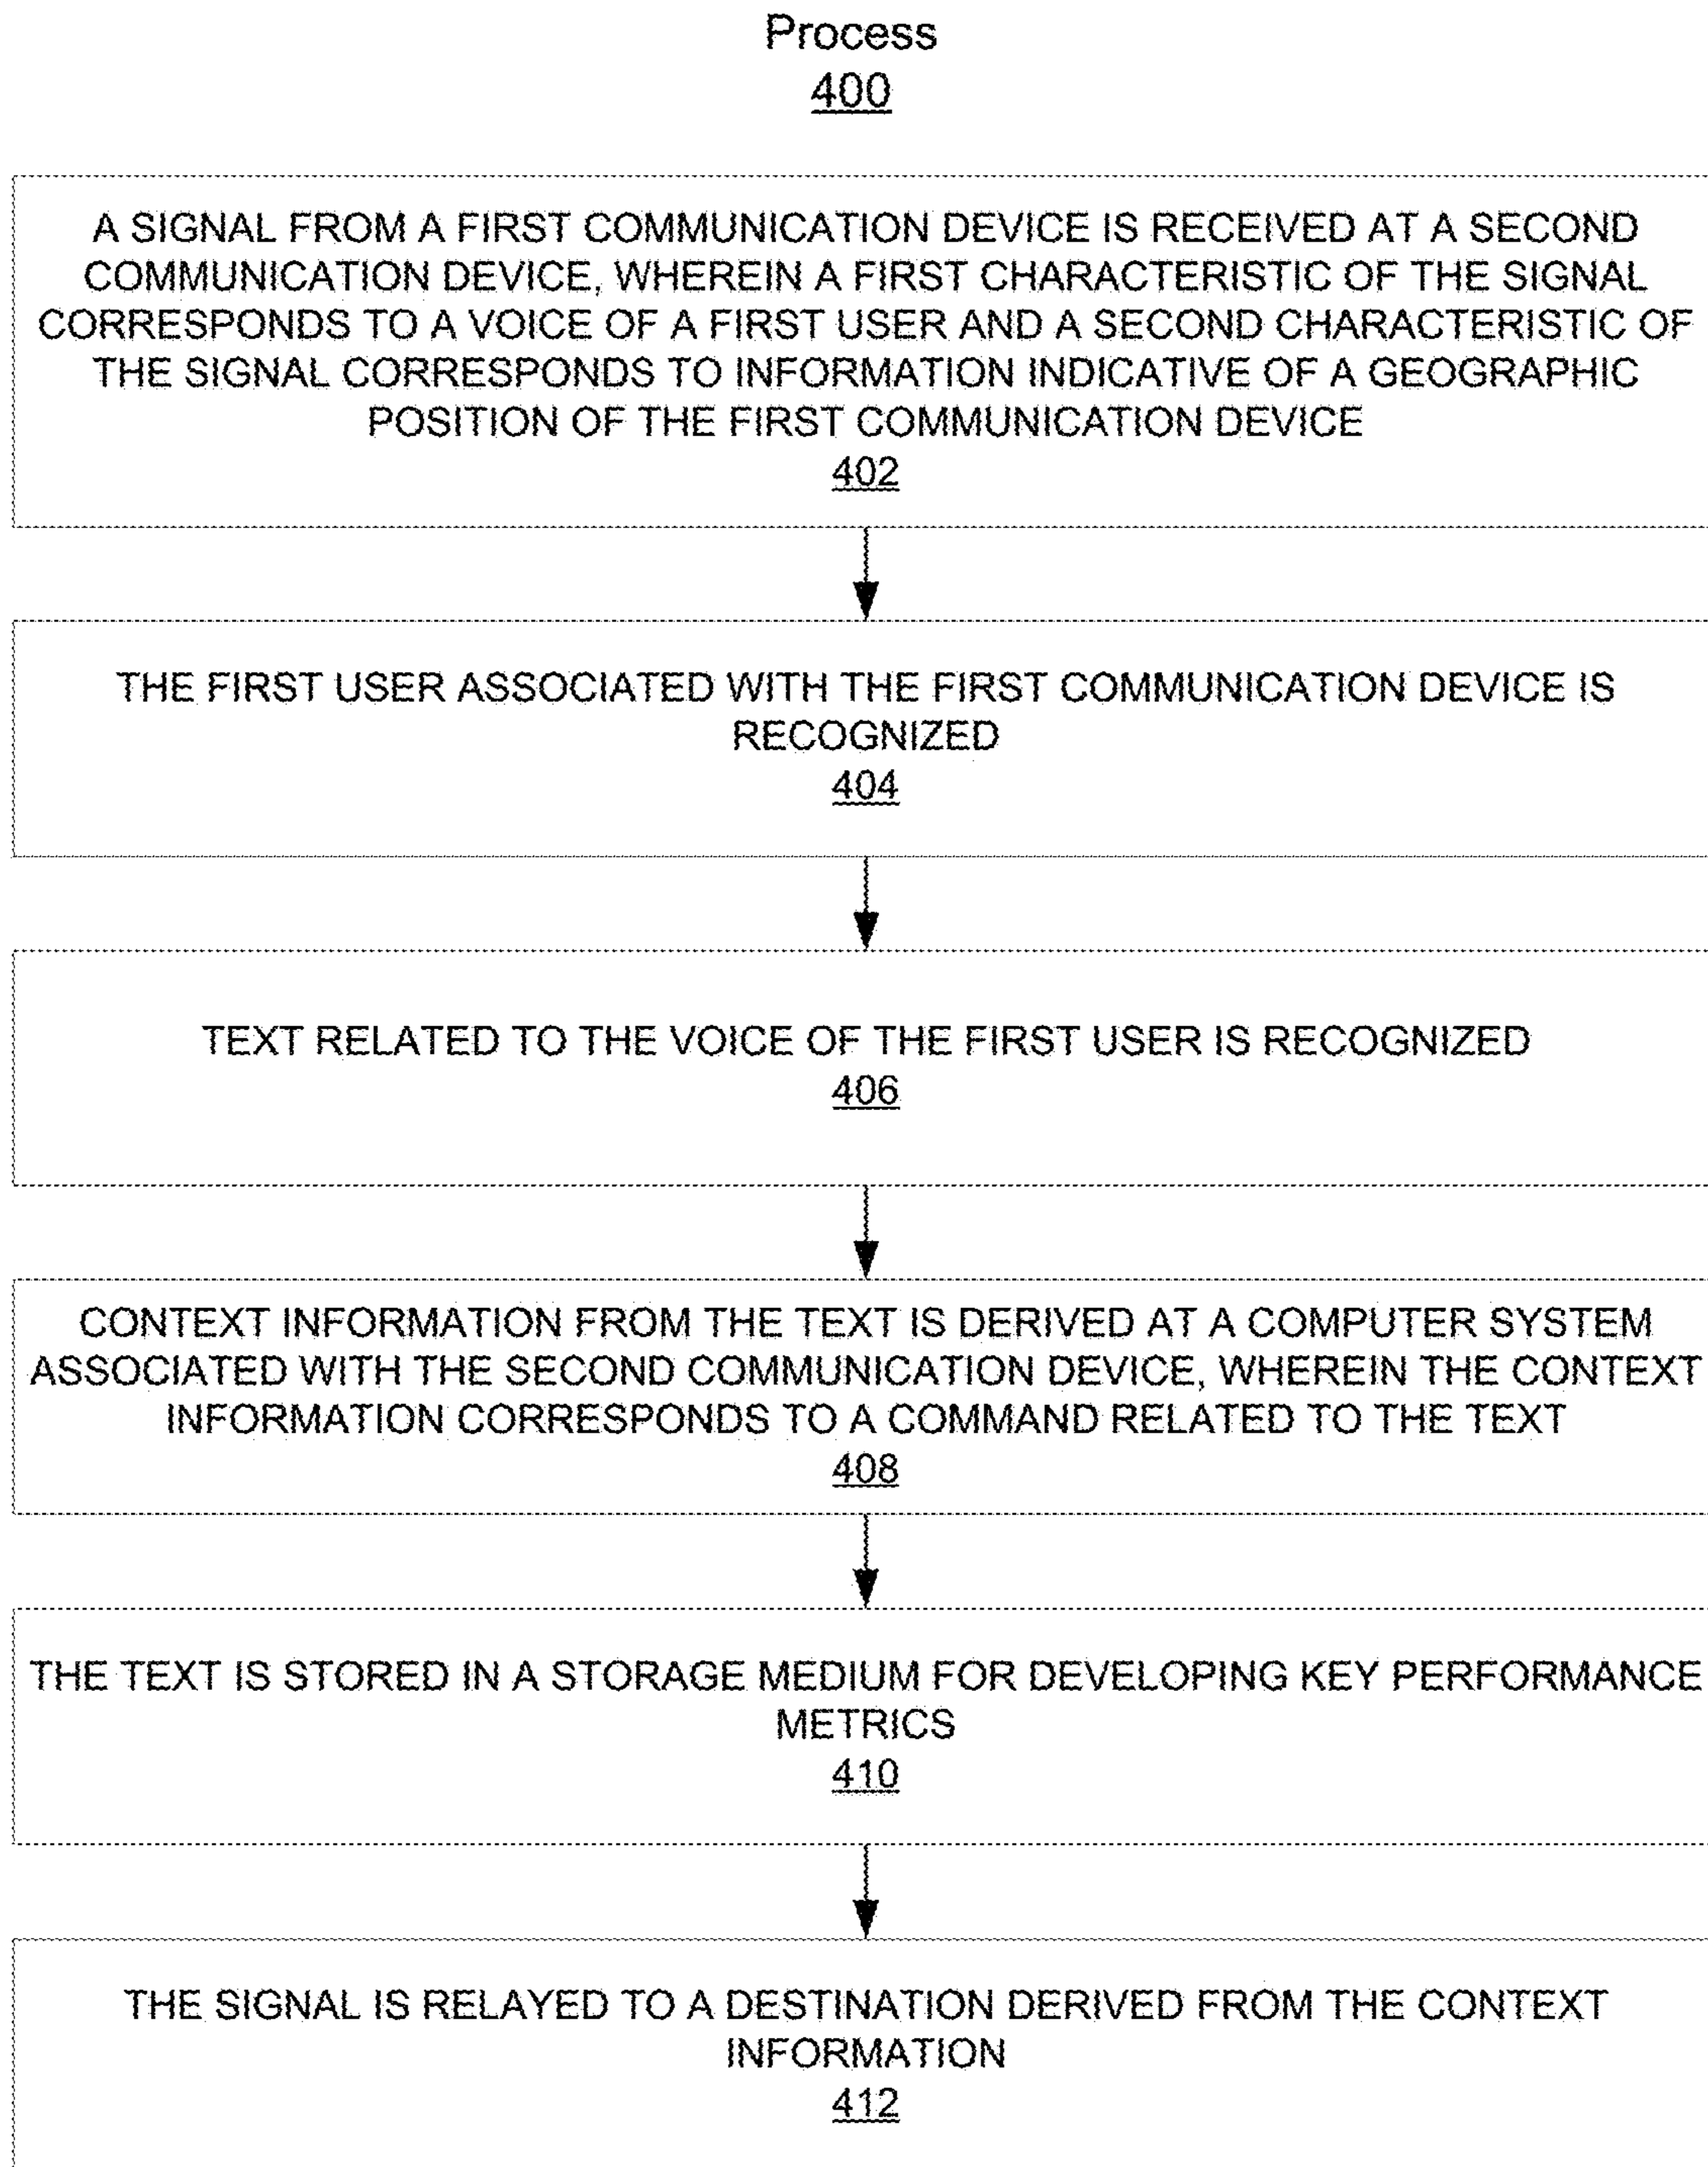 Process
400
A SIGNAL FROM A FIRST COMMUNICATION DEVICE IS RECEIVED AT A SECOND
COMMUNICATION DEVICE, WHEREIN A FIRST CHARACTERISTIC OF THE SIGNAL
CORRESPONDS TO A VOICE OF A FIRST USER AND A SECOND CHARACTERISTIC OF
THE SIGNAL CORRESPONDS TO INFORMATION INDICATIVE OF A GEOGRAPHIC
POSITION OF THE FIRST COMMUNICATION DEVICE
402
THE FIRST USER ASSOCIATED WITH THE FIRST COMMUNICATION DEVICE IS
RECOGNIZED
404
TEXT RELATED TO THE VOICE OF THE FIRST USER IS RECOGNIZED
406
CONTEXT INFORMATION FROM THE TEXT IS DERIVED AT A COMPUTER SYSTEM
ASSOCIATED WITH THE SECOND COMMUNICATION DEVICE, WHEREIN THE CONTEXT
INFORMATION CORRESPONDS TO A COMMAND RELATED TO THE TEXT
408
THE TEXT IS STORED IN A STORAGE MEDIUM FOR DEVELOPING KEY PERFORMANCE
METRICS
410
THE SIGNAL IS RELAYED TO A DESTINATION DERIVED FROM THE CONTEXT
INFORMATION
412